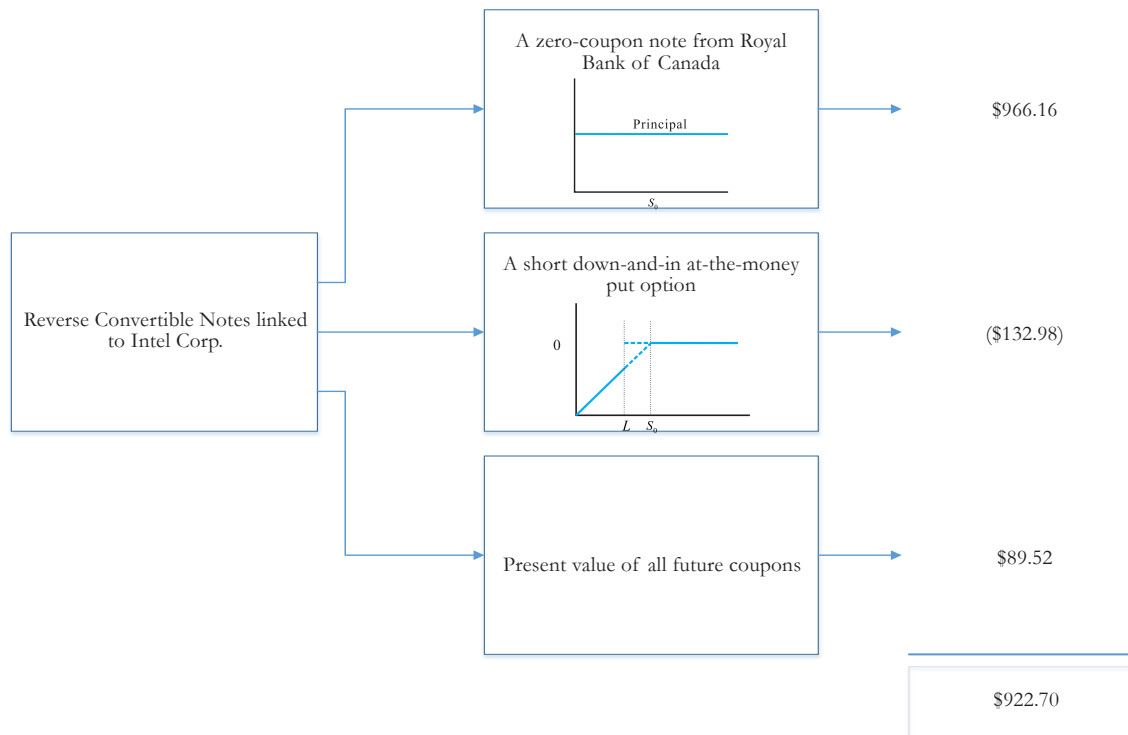 A zero-coupon note from Royal
Bank of Canada
Principal
S₀
$966.16
Reverse Convertible Notes linked
to Intel Corp.
A short down-and-in at-the-money
put option
0
L S₀
($132.98)
Present value of all future coupons
$89.52
$922.70